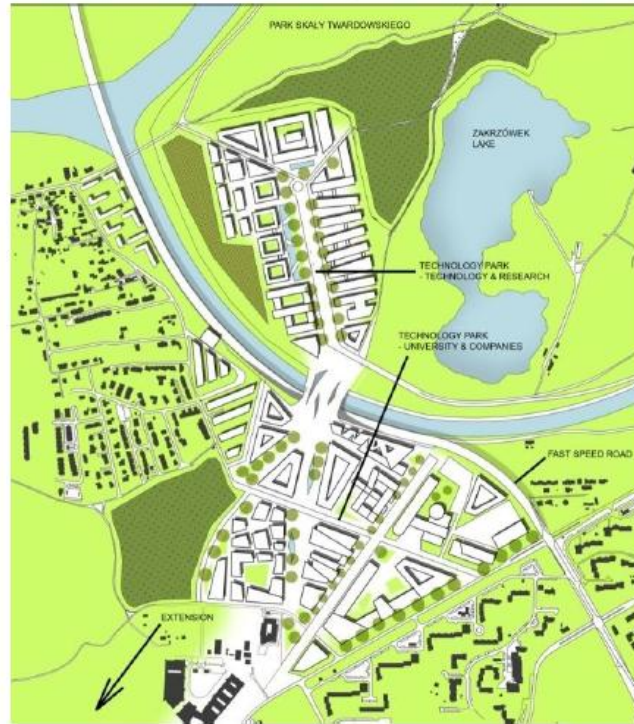 PARK SKAŁY TWARDOWSKIEGO
ZAKRZÓWEK
LAKE
TECHNOLOGY PARK
- TECHNOLOGY & RESEARCH
TECHNOLOGY PARK
- UNIVERSITY & COMPANIES
FAST SPEED ROAD
EXTENSION